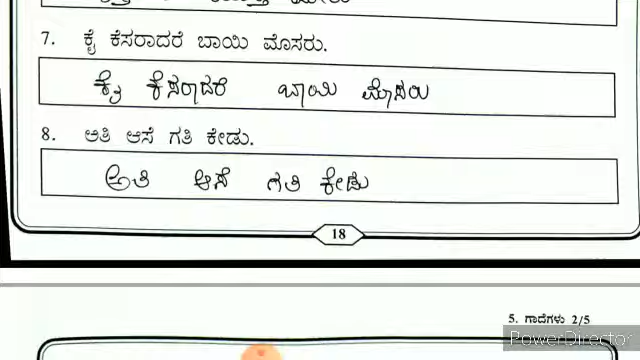 7. ಕೈ ಕೆಸರಾದರೆ ಬಾಯಿ ಮೊಸರು.
ಕೈ ಕೆಸರಾದರೆ ಬಾಯಿ ಮೊಸರು
8. ಅತಿ ಆಸೆ ಗತಿ ಕೇಡು.
ಅತಿ ಆಸೆ ಗತಿ ಕೇಡು
18
5. ಗಾದೆಗಳು 2/5
PowerDirector